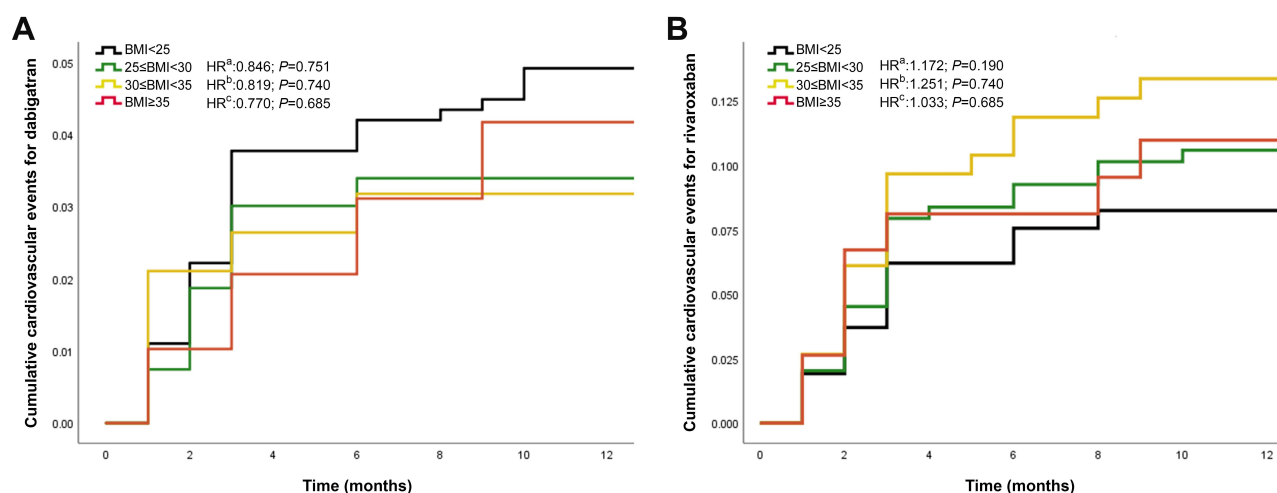 A
BMI<25
25≤BMI<30 HRᵃ:0.846; P=0.751
30≤BMI<35 HRᵇ:0.819; P=0.740
BMI≥35 HRᶜ:0.770; P=0.685
Cumulative cardiovascular events for dabigatran
0.05
0.04
0.03
0.02
0.01
0.00
0 2 4 6 8 10 12
Time (months)
B
BMI<25
25≤BMI<30 HRᵃ:1.172; P=0.190
30≤BMI<35 HRᵇ:1.251; P=0.740
BMI≥35 HRᶜ:1.033; P=0.685
Cumulative cardiovascular events for rivaroxaban
0.125
0.100
0.075
0.050
0.025
0.000
0 2 4 6 8 10 12
Time (months)